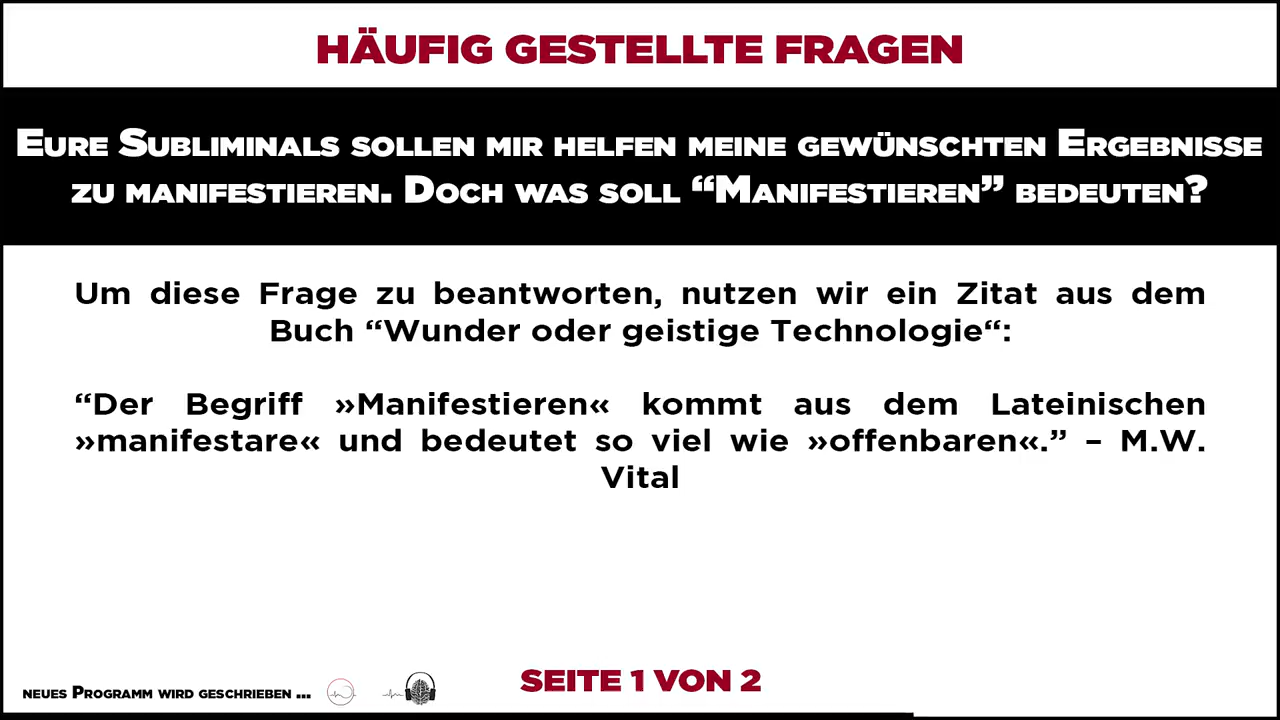 HÄUFIG GESTELLTE FRAGEN
Eure Subliminals sollen mir helfen meine gewünschten Ergebnisse
zu manifestieren. Doch was soll “Manifestieren” bedeuten?
Um diese Frage zu beantworten, nutzen wir ein Zitat aus dem
Buch “Wunder oder geistige Technologie“:
“Der Begriff »Manifestieren« kommt aus dem Lateinischen
»manifestare« und bedeutet so viel wie »offenbaren«.” – M.W.
Vital
SEITE 1 VON 2
neues Programm wird geschrieben ...